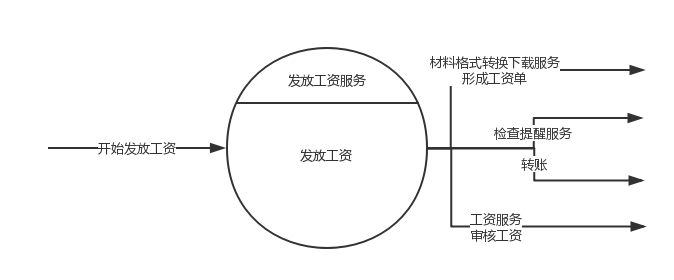 材料格式转换下载服务
形成工资单
发放工资服务
检查提醒服务
开始发放工资
发放工资
转账
工资服务
审核工资